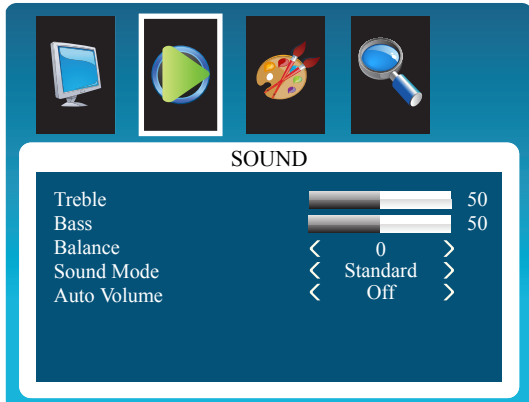 SOUND
Treble 50
Bass 50
Balance < 0 >
Sound Mode < Standard >
Auto Volume < Off >